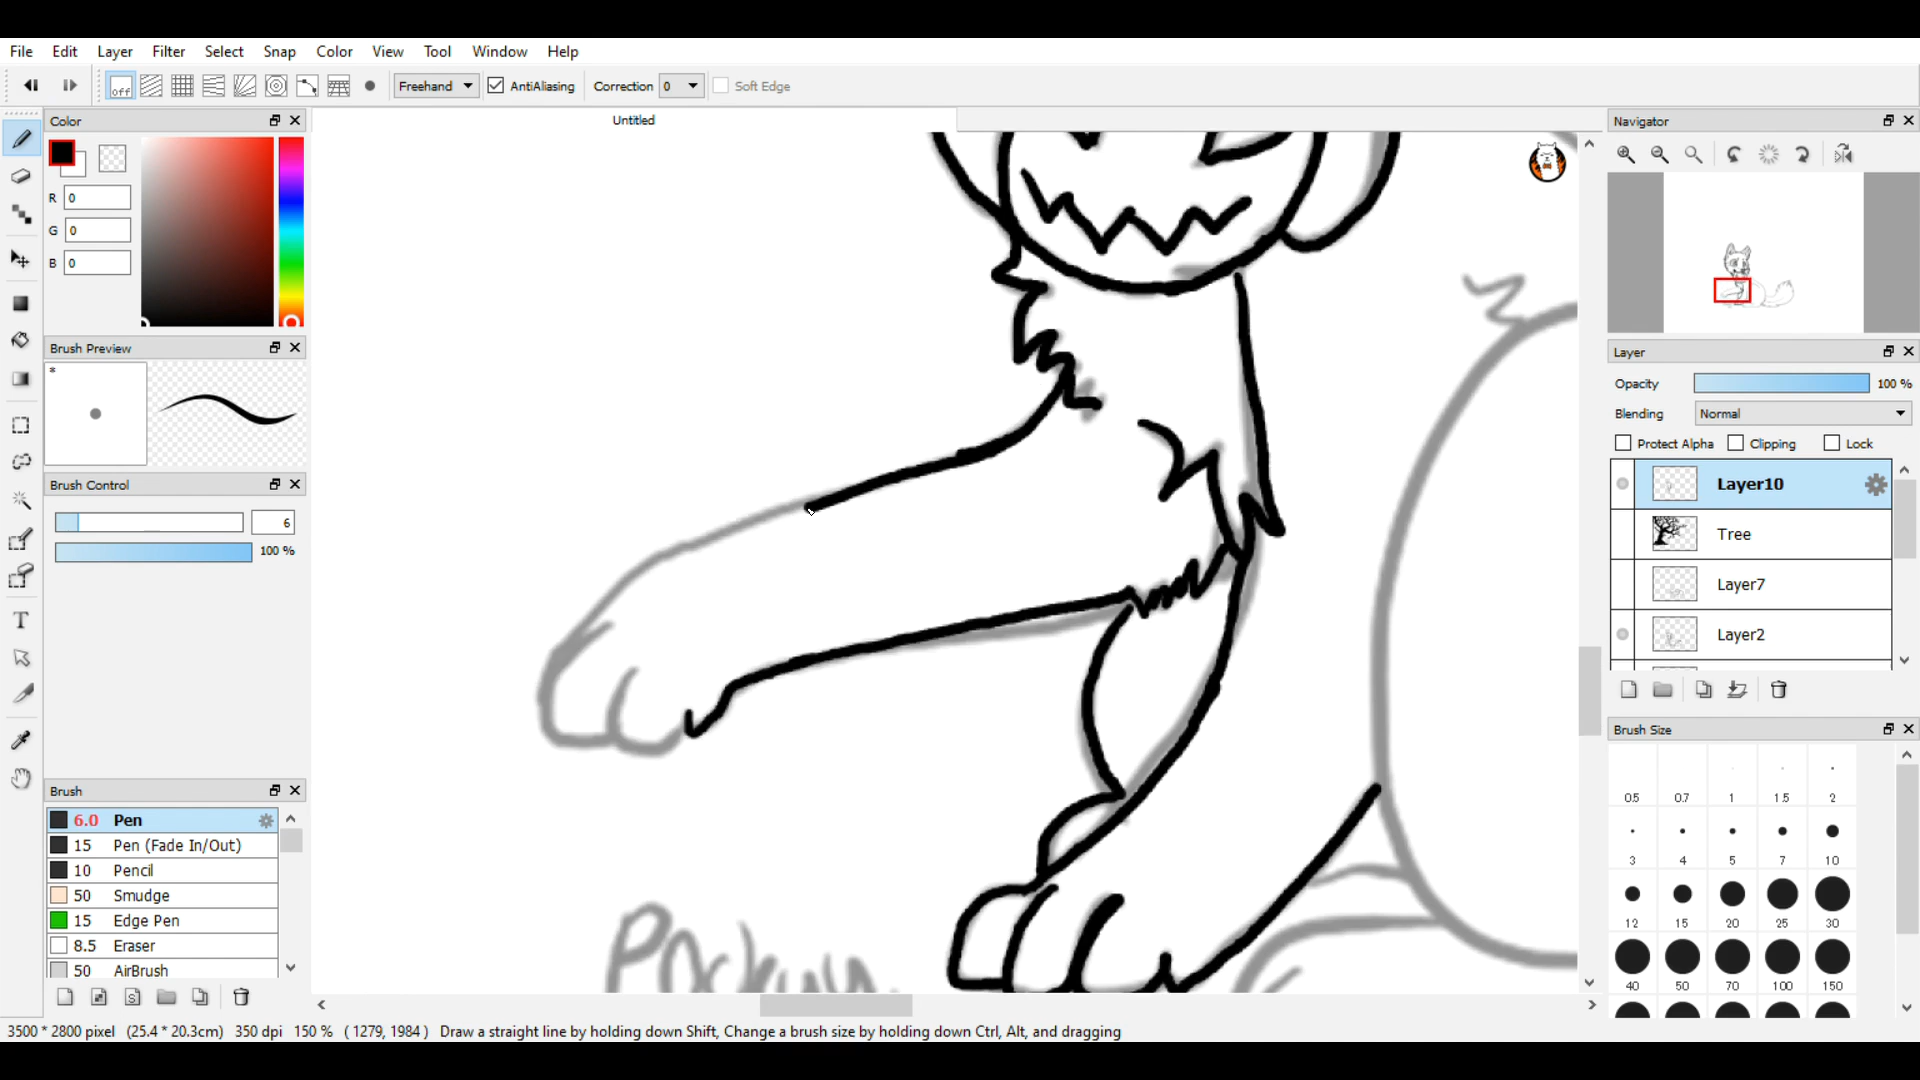 File Edit Layer Filter Select Snap Color View Tool Window Help
off Freehand AntiAliasing Correction 0 Soft Edge
Color
Untitled
Navigator
R 0
G 0
B 0
Brush Preview
*
Layer
Opacity 100 %
Blending Normal
Protect Alpha Clipping Lock
Brush Control
6
100 %
Layer10
Tree
Layer7
Layer2
Brush Size
0.5 0.7 1 1.5 2
3 4 5 7 10
12 15 20 25 30
40 50 70 100 150
Brush
6.0 Pen
15 Pen (Fade In/Out)
10 Pencil
50 Smudge
15 Edge Pen
8.5 Eraser
50 AirBrush
T
S
3500 * 2800 pixel (25.4 * 20.3cm) 350 dpi 150 % ( 1279, 1984 ) Draw a straight line by holding down Shift, Change a brush size by holding down Ctrl, Alt, and dragging